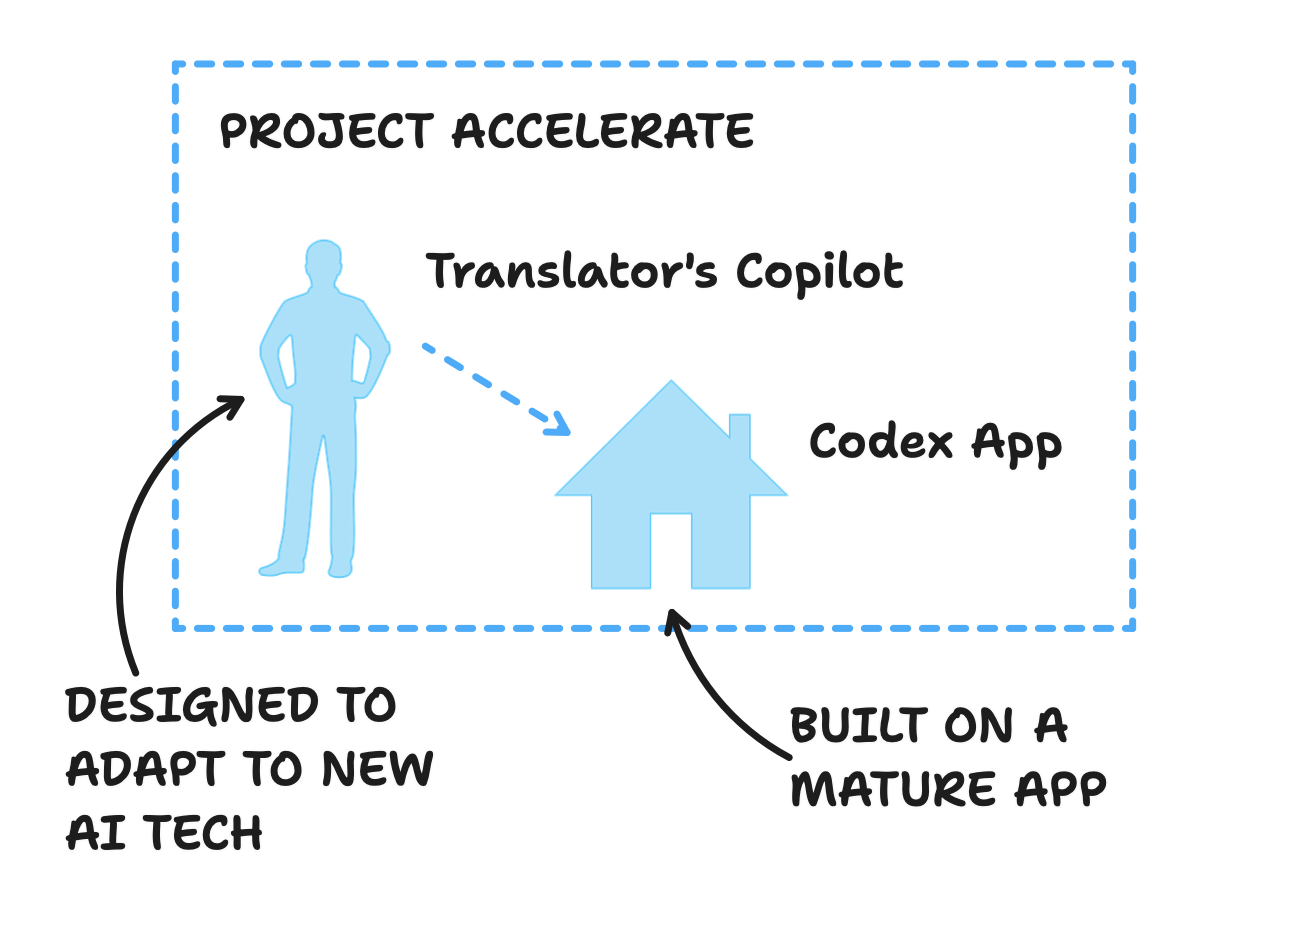 PROJECT ACCELERATE
Translator's Copilot
Codex App
DESIGNED TO
ADAPT TO NEW
AI TECH
BUILT ON A
MATURE APP